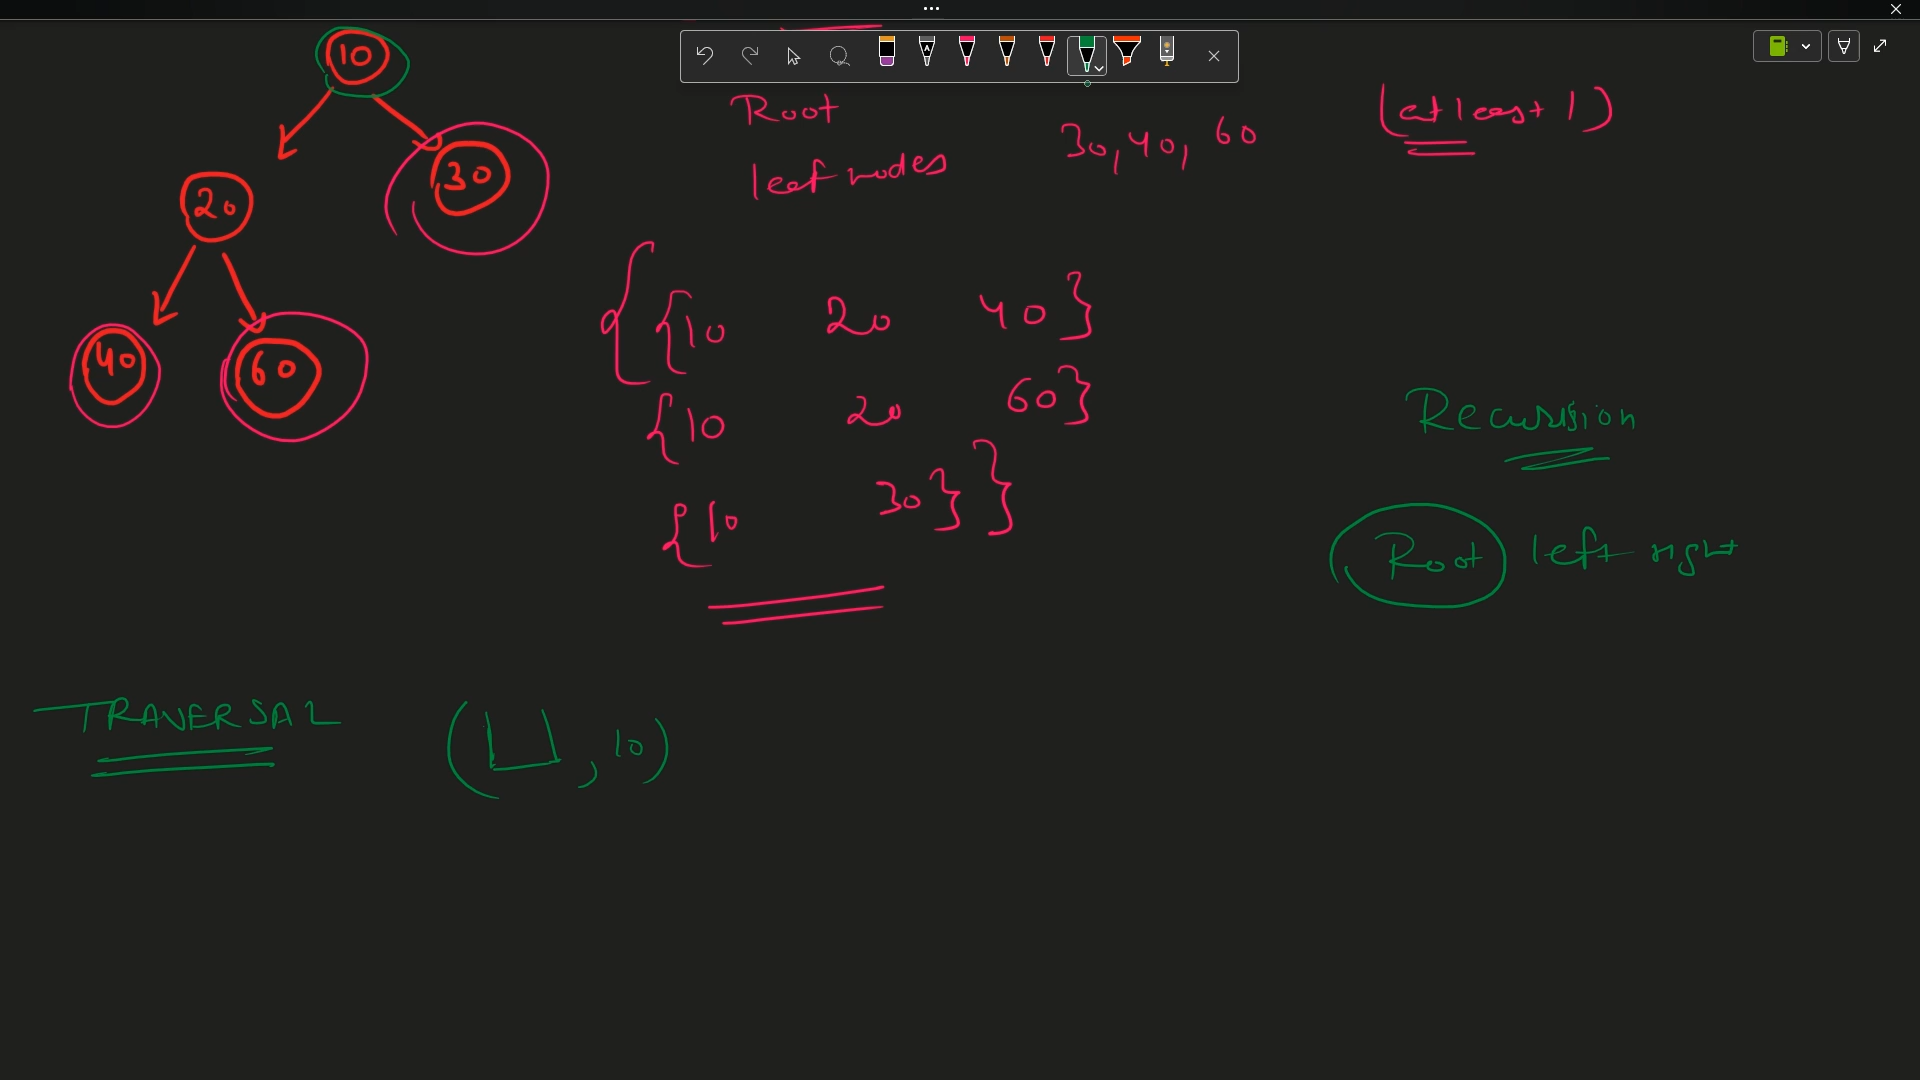 10
20
30
40
60
Root
leaf nodes
30, 40, 60
(at least 1)
{{10 20 40}
{10 20 60}
{10 30}}
Recursion
Root left right
TRAVERSAL
( , 10)